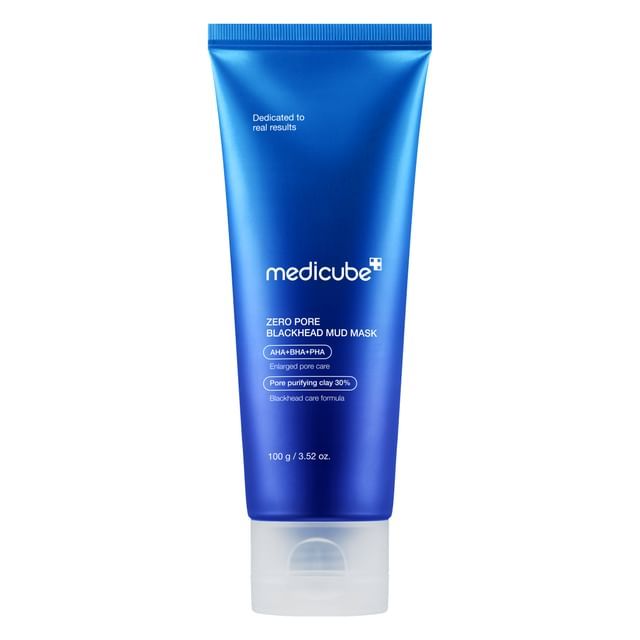 Dedicated to
real results
medicube
ZERO PORE
BLACKHEAD MUD MASK
AHA+BHA+PHA
Enlarged pore care
Pore purifying clay 30%
Blackhead care formula
100 g / 3.52 oz.